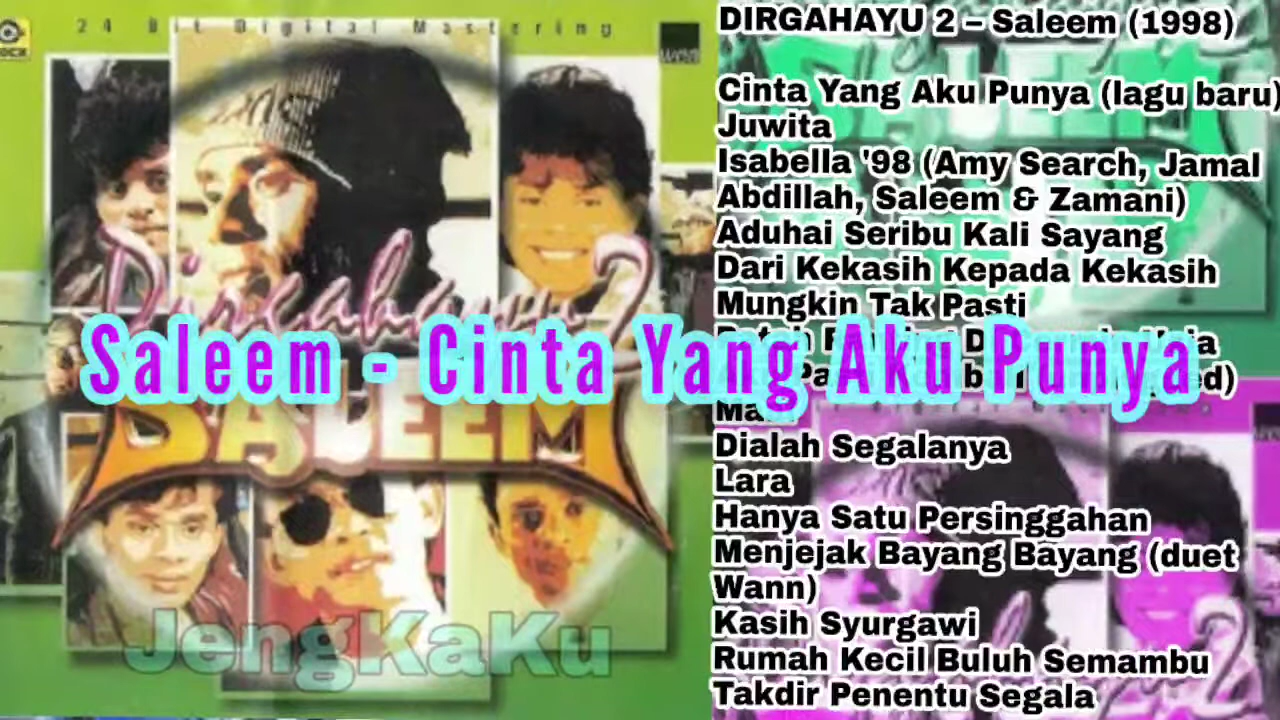 24 Bit Digital Mastering
ROCK
Dirgahayu 2
SALEEM
JengKaKu
Saleem - Cinta Yang Aku Punya
DIRGAHAYU 2 – Saleem (1998)
Cinta Yang Aku Punya (lagu baru)
Juwita
Isabella '98 (Amy Search, Jamal
Abdillah, Saleem & Zamani)
Aduhai Seribu Kali Sayang
Dari Kekasih Kepada Kekasih
Mungkin Tak Pasti
Dialah Segalanya
Lara
Hanya Satu Persinggahan
Menjejak Bayang Bayang (duet
Wann)
Kasih Syurgawi
Rumah Kecil Buluh Semambu
Takdir Penentu Segala